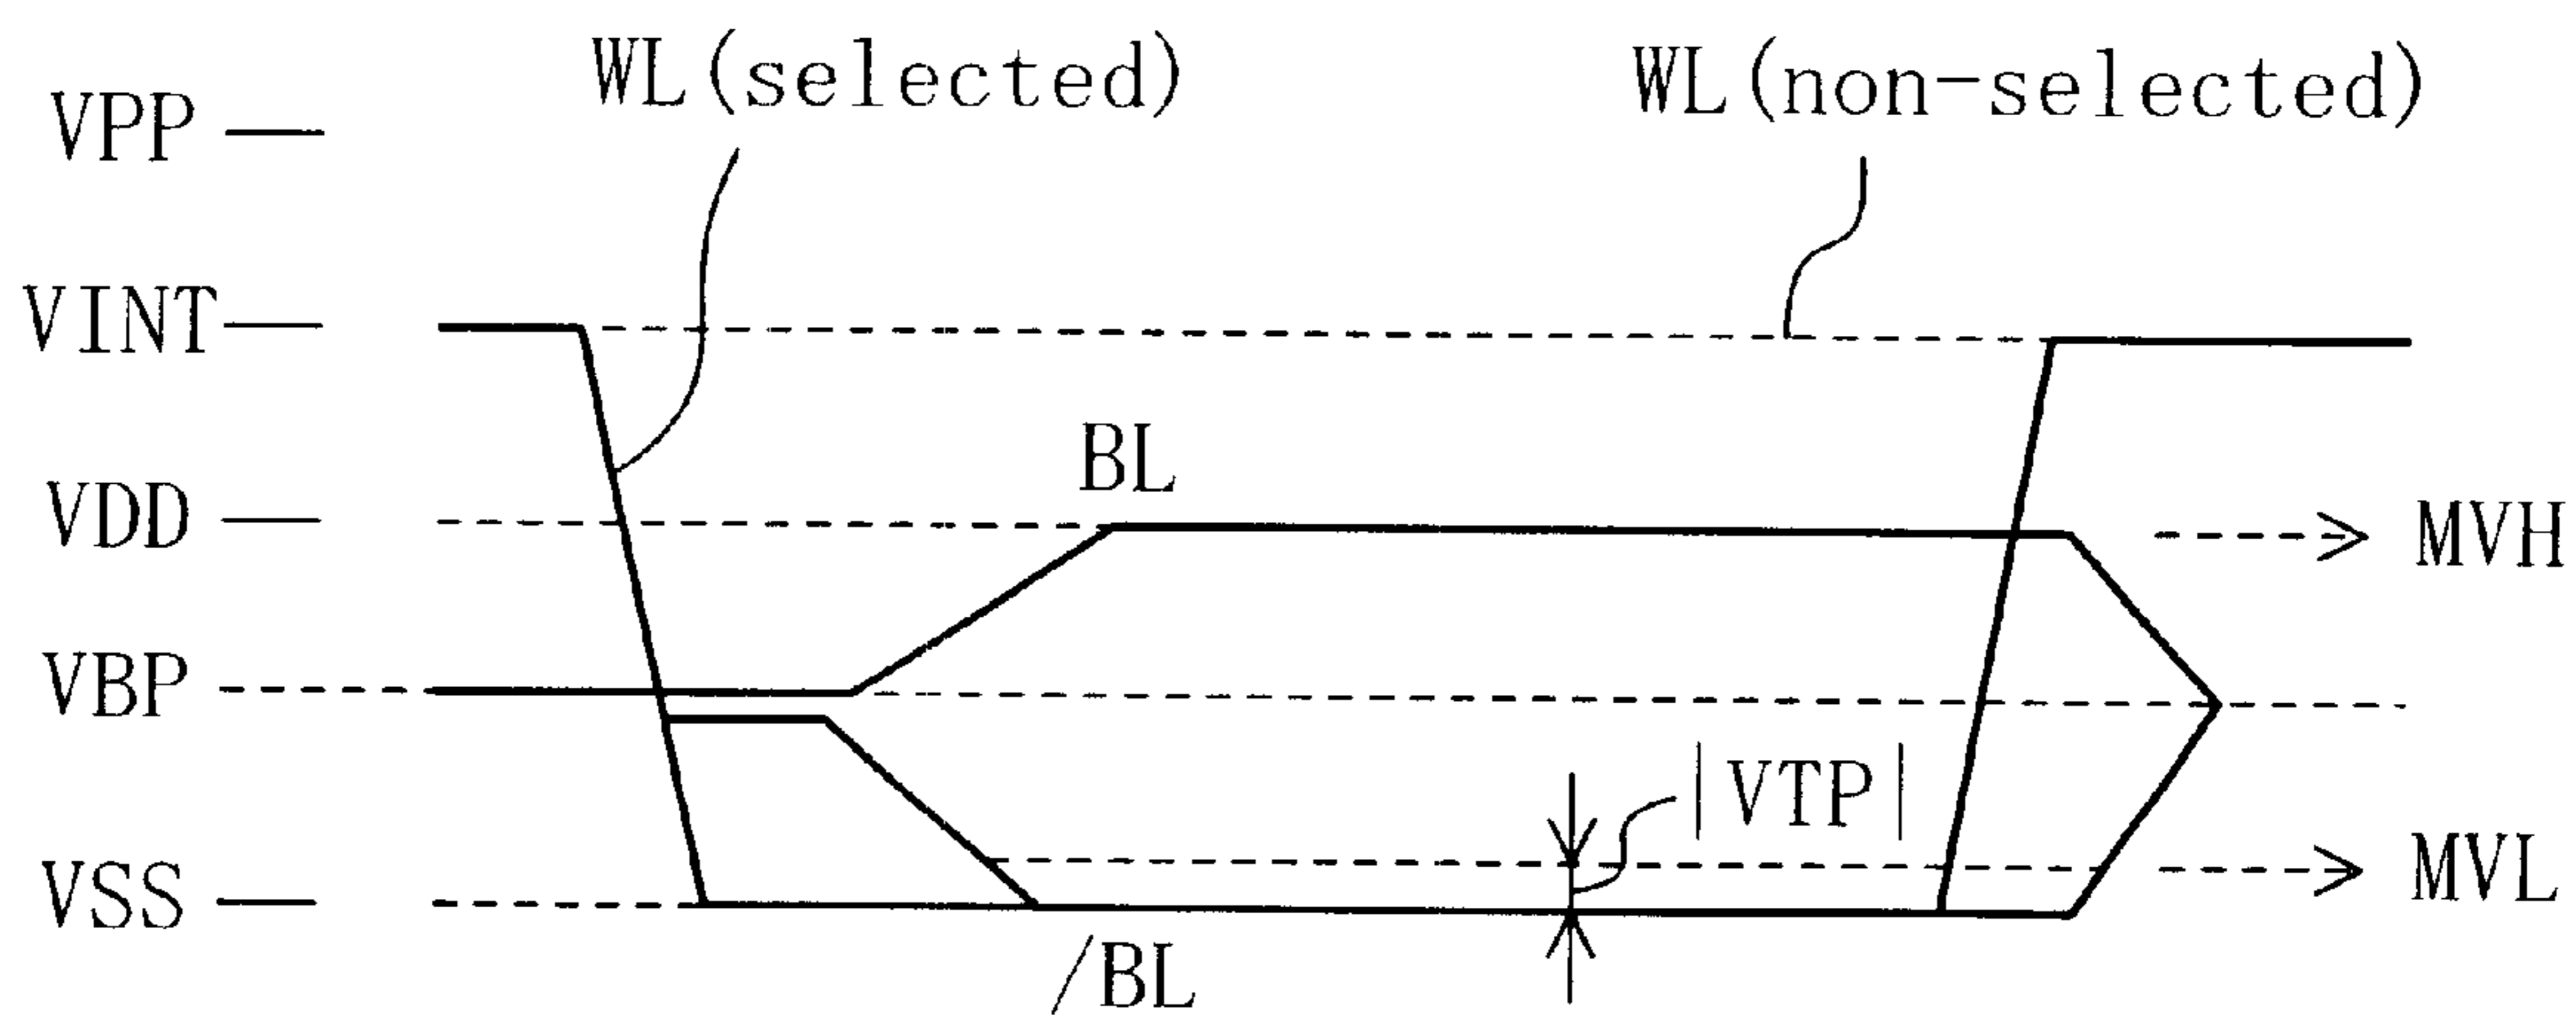 WL(selected)
WL(non-selected)
VPP
VINT
BL
VDD
MVH
VBP
|VTP|
VSS
MVL
/BL